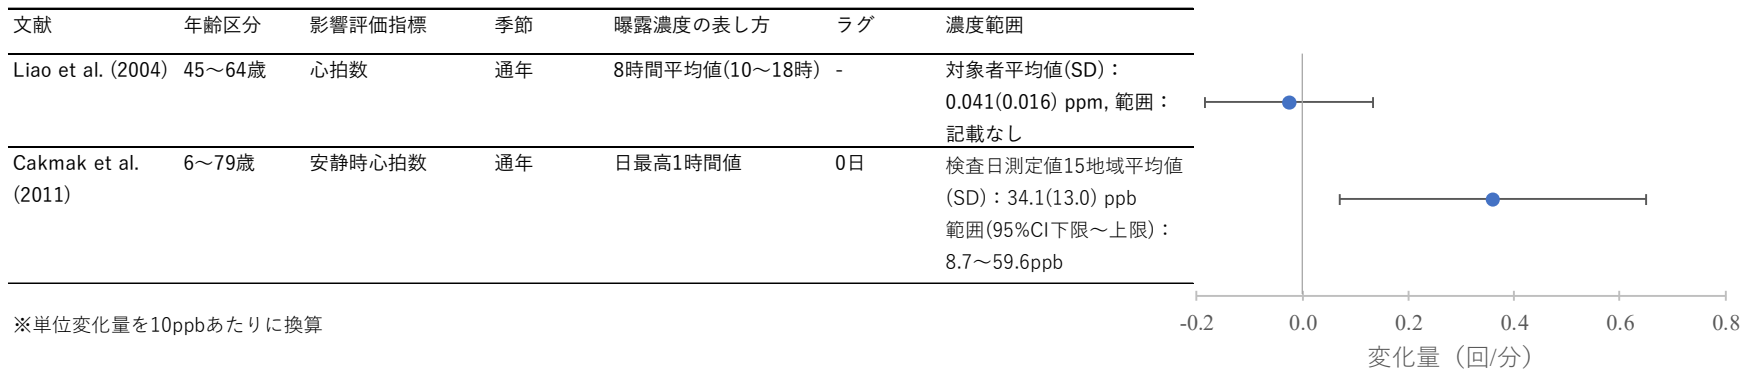 文献 年齢区分 影響評価指標 季節 曝露濃度の表し方 ラグ 濃度範囲
Liao et al. (2004) 45～64歳 心拍数 通年 8時間平均値(10～18時) - 対象者平均値(SD)：
0.041(0.016) ppm, 範囲：
記載なし
Cakmak et al. 6～79歳 安静時心拍数 通年 日最高1時間値 0日 検査日測定値15地域平均値
(2011) (SD)：34.1(13.0) ppb
範囲(95%CI下限～上限)：
8.7～59.6ppb
※単位変化量を10ppbあたりに換算
-0.2 0.0 0.2 0.4 0.6 0.8
変化量（回/分）